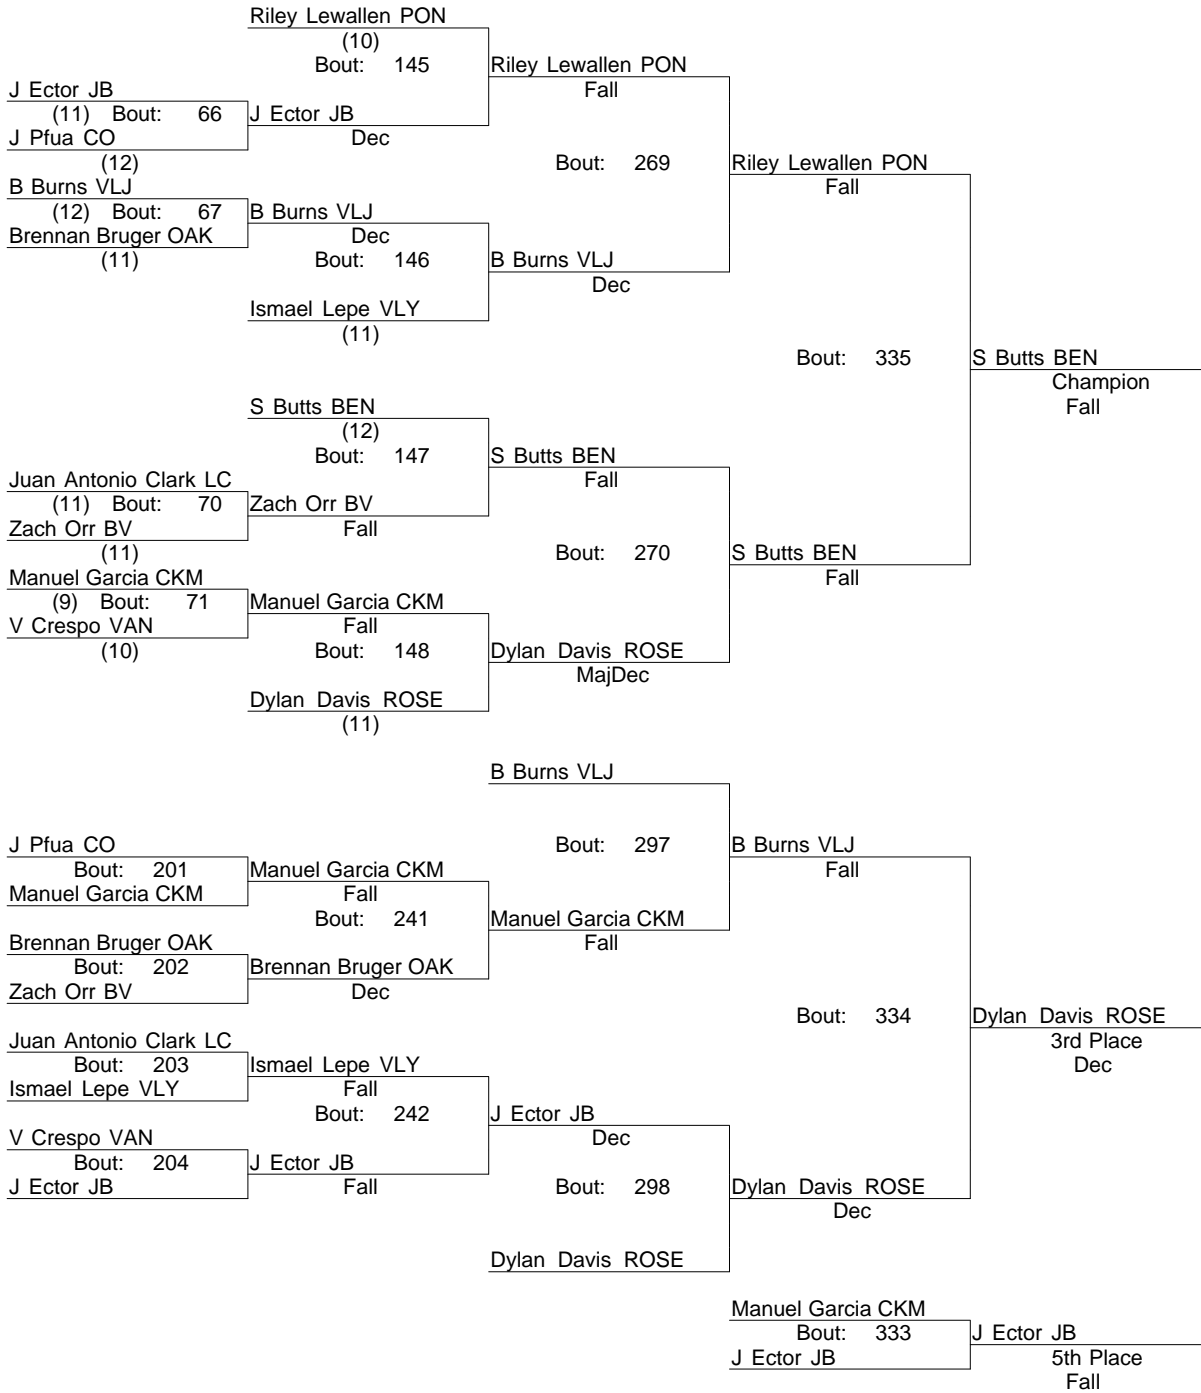 Riley Lewallen PON
(10)
Bout: 145
Riley Lewallen PON
Fall
J Ector JB
(11) Bout: 66
J Ector JB
J Pfua CO
Dec
(12)
Bout: 269
Riley Lewallen PON
Fall
B Burns VLJ
(12) Bout: 67
B Burns VLJ
Brennan Bruger OAK
Dec
(11)
Bout: 146
B Burns VLJ
Dec
Ismael Lepe VLY
(11)
Bout: 335
S Butts BEN
Champion
Fall
S Butts BEN
(12)
Bout: 147
S Butts BEN
Fall
Juan Antonio Clark LC
(11) Bout: 70
Zach Orr BV
Zach Orr BV
Fall
(11)
Bout: 270
S Butts BEN
Fall
Manuel Garcia CKM
(9) Bout: 71
Manuel Garcia CKM
V Crespo VAN
Fall
(10)
Bout: 148
Dylan Davis ROSE
MajDec
Dylan Davis ROSE
(11)
B Burns VLJ
J Pfua CO
Bout: 297
B Burns VLJ
Bout: 201
Manuel Garcia CKM
Fall
Manuel Garcia CKM
Fall
Bout: 241
Manuel Garcia CKM
Fall
Brennan Bruger OAK
Bout: 202
Brennan Bruger OAK
Zach Orr BV
Dec
Bout: 334
Dylan Davis ROSE
3rd Place
Dec
Juan Antonio Clark LC
Bout: 203
Ismael Lepe VLY
Ismael Lepe VLY
Fall
Bout: 242
J Ector JB
Dec
V Crespo VAN
Bout: 204
J Ector JB
J Ector JB
Fall
Bout: 298
Dylan Davis ROSE
Dec
Dylan Davis ROSE
Manuel Garcia CKM
Bout: 333
J Ector JB
J Ector JB
5th Place
Fall